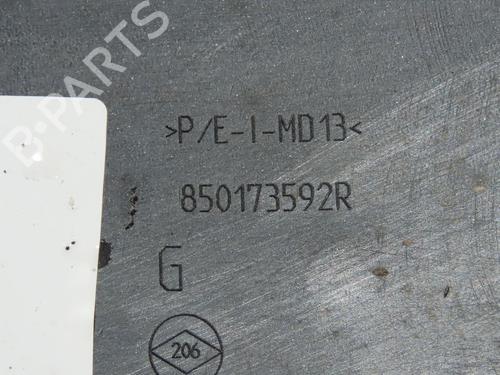 B-PARTS
>P/E-I-MD13<
850173592R
G
206